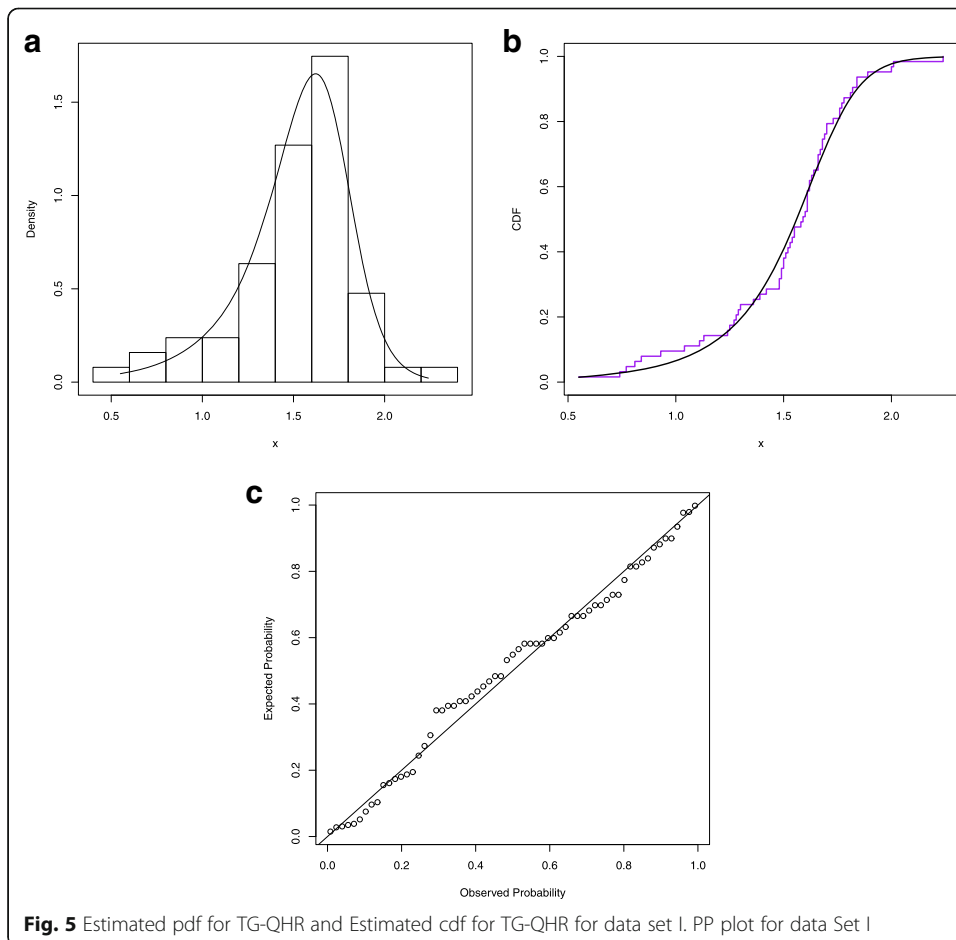 a
Density
0.0 0.5 1.0 1.5
0.5 1.0 1.5 2.0
x
b
CDF
0.0 0.2 0.4 0.6 0.8 1.0
0.5 1.0 1.5 2.0
x
c
Expected Probability
0.0 0.2 0.4 0.6 0.8 1.0
0.0 0.2 0.4 0.6 0.8 1.0
Observed Probability
Fig. 5 Estimated pdf for TG-QHR and Estimated cdf for TG-QHR for data set I. PP plot for data Set I